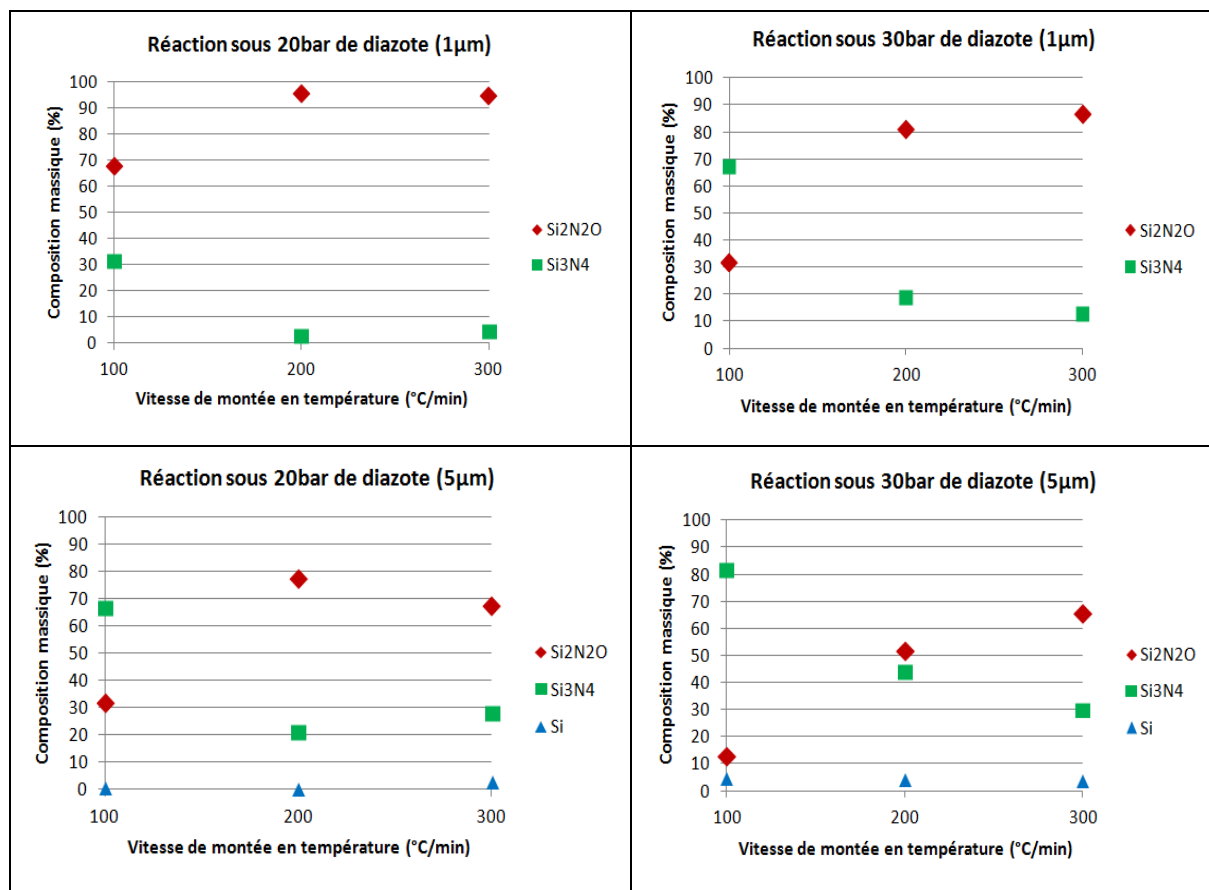 Réaction sous 20bar de diazote (1µm)
Composition massique (%)
100
90
80
70
60
50
40
30
20
10
0
100 200 300
Vitesse de montée en température (°C/min)
Si2N2O
Si3N4
Réaction sous 30bar de diazote (1µm)
Composition massique (%)
100
90
80
70
60
50
40
30
20
10
0
100 200 300
Vitesse de montée en température (°C/min)
Si2N2O
Si3N4
Réaction sous 20bar de diazote (5µm)
Composition massique (%)
100
90
80
70
60
50
40
30
20
10
0
100 200 300
Vitesse de montée en température (°C/min)
Si2N2O
Si3N4
Si
Réaction sous 30bar de diazote (5µm)
Composition massique (%)
100
90
80
70
60
50
40
30
20
10
0
100 200 300
Vitesse de montée en température (°C/min)
Si2N2O
Si3N4
Si